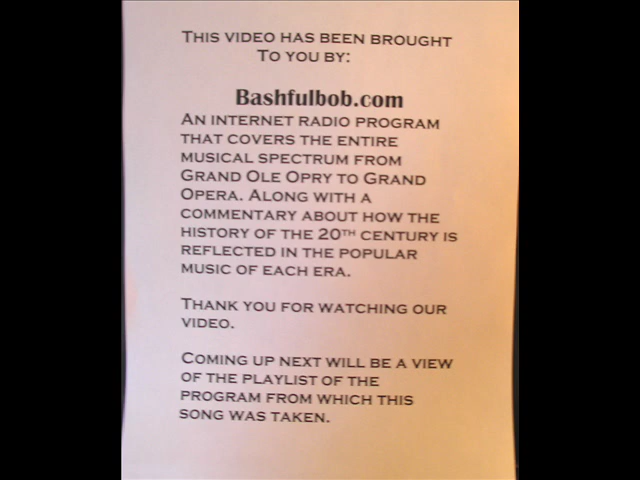 This video has been brought
To you by:
Bashfulbob.com
An internet radio program
that covers the entire
musical spectrum from
Grand Ole Opry to Grand
Opera. Along with a
commentary about how the
history of the 20th century is
reflected in the popular
music of each era.
Thank you for watching our
video.
Coming up next will be a view
of the playlist of the
program from which this
song was taken.